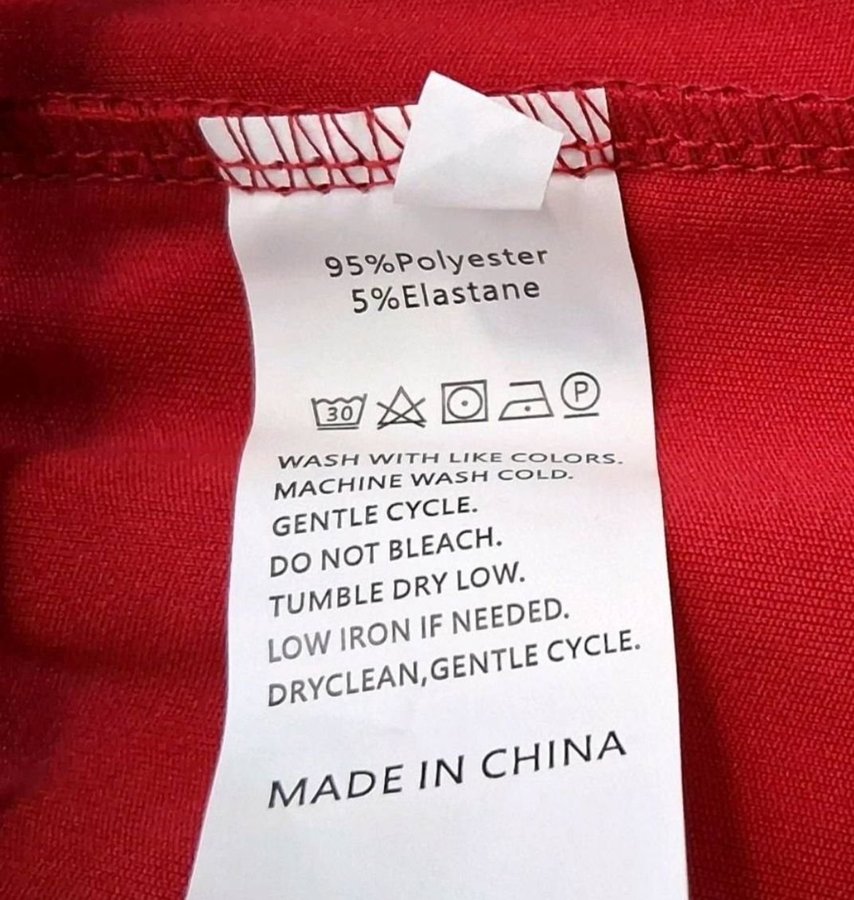 95%Polyester
5%Elastane
30 P
WASH WITH LIKE COLORS.
MACHINE WASH COLD.
GENTLE CYCLE.
DO NOT BLEACH.
TUMBLE DRY LOW.
LOW IRON IF NEEDED.
DRYCLEAN,GENTLE CYCLE.
MADE IN CHINA